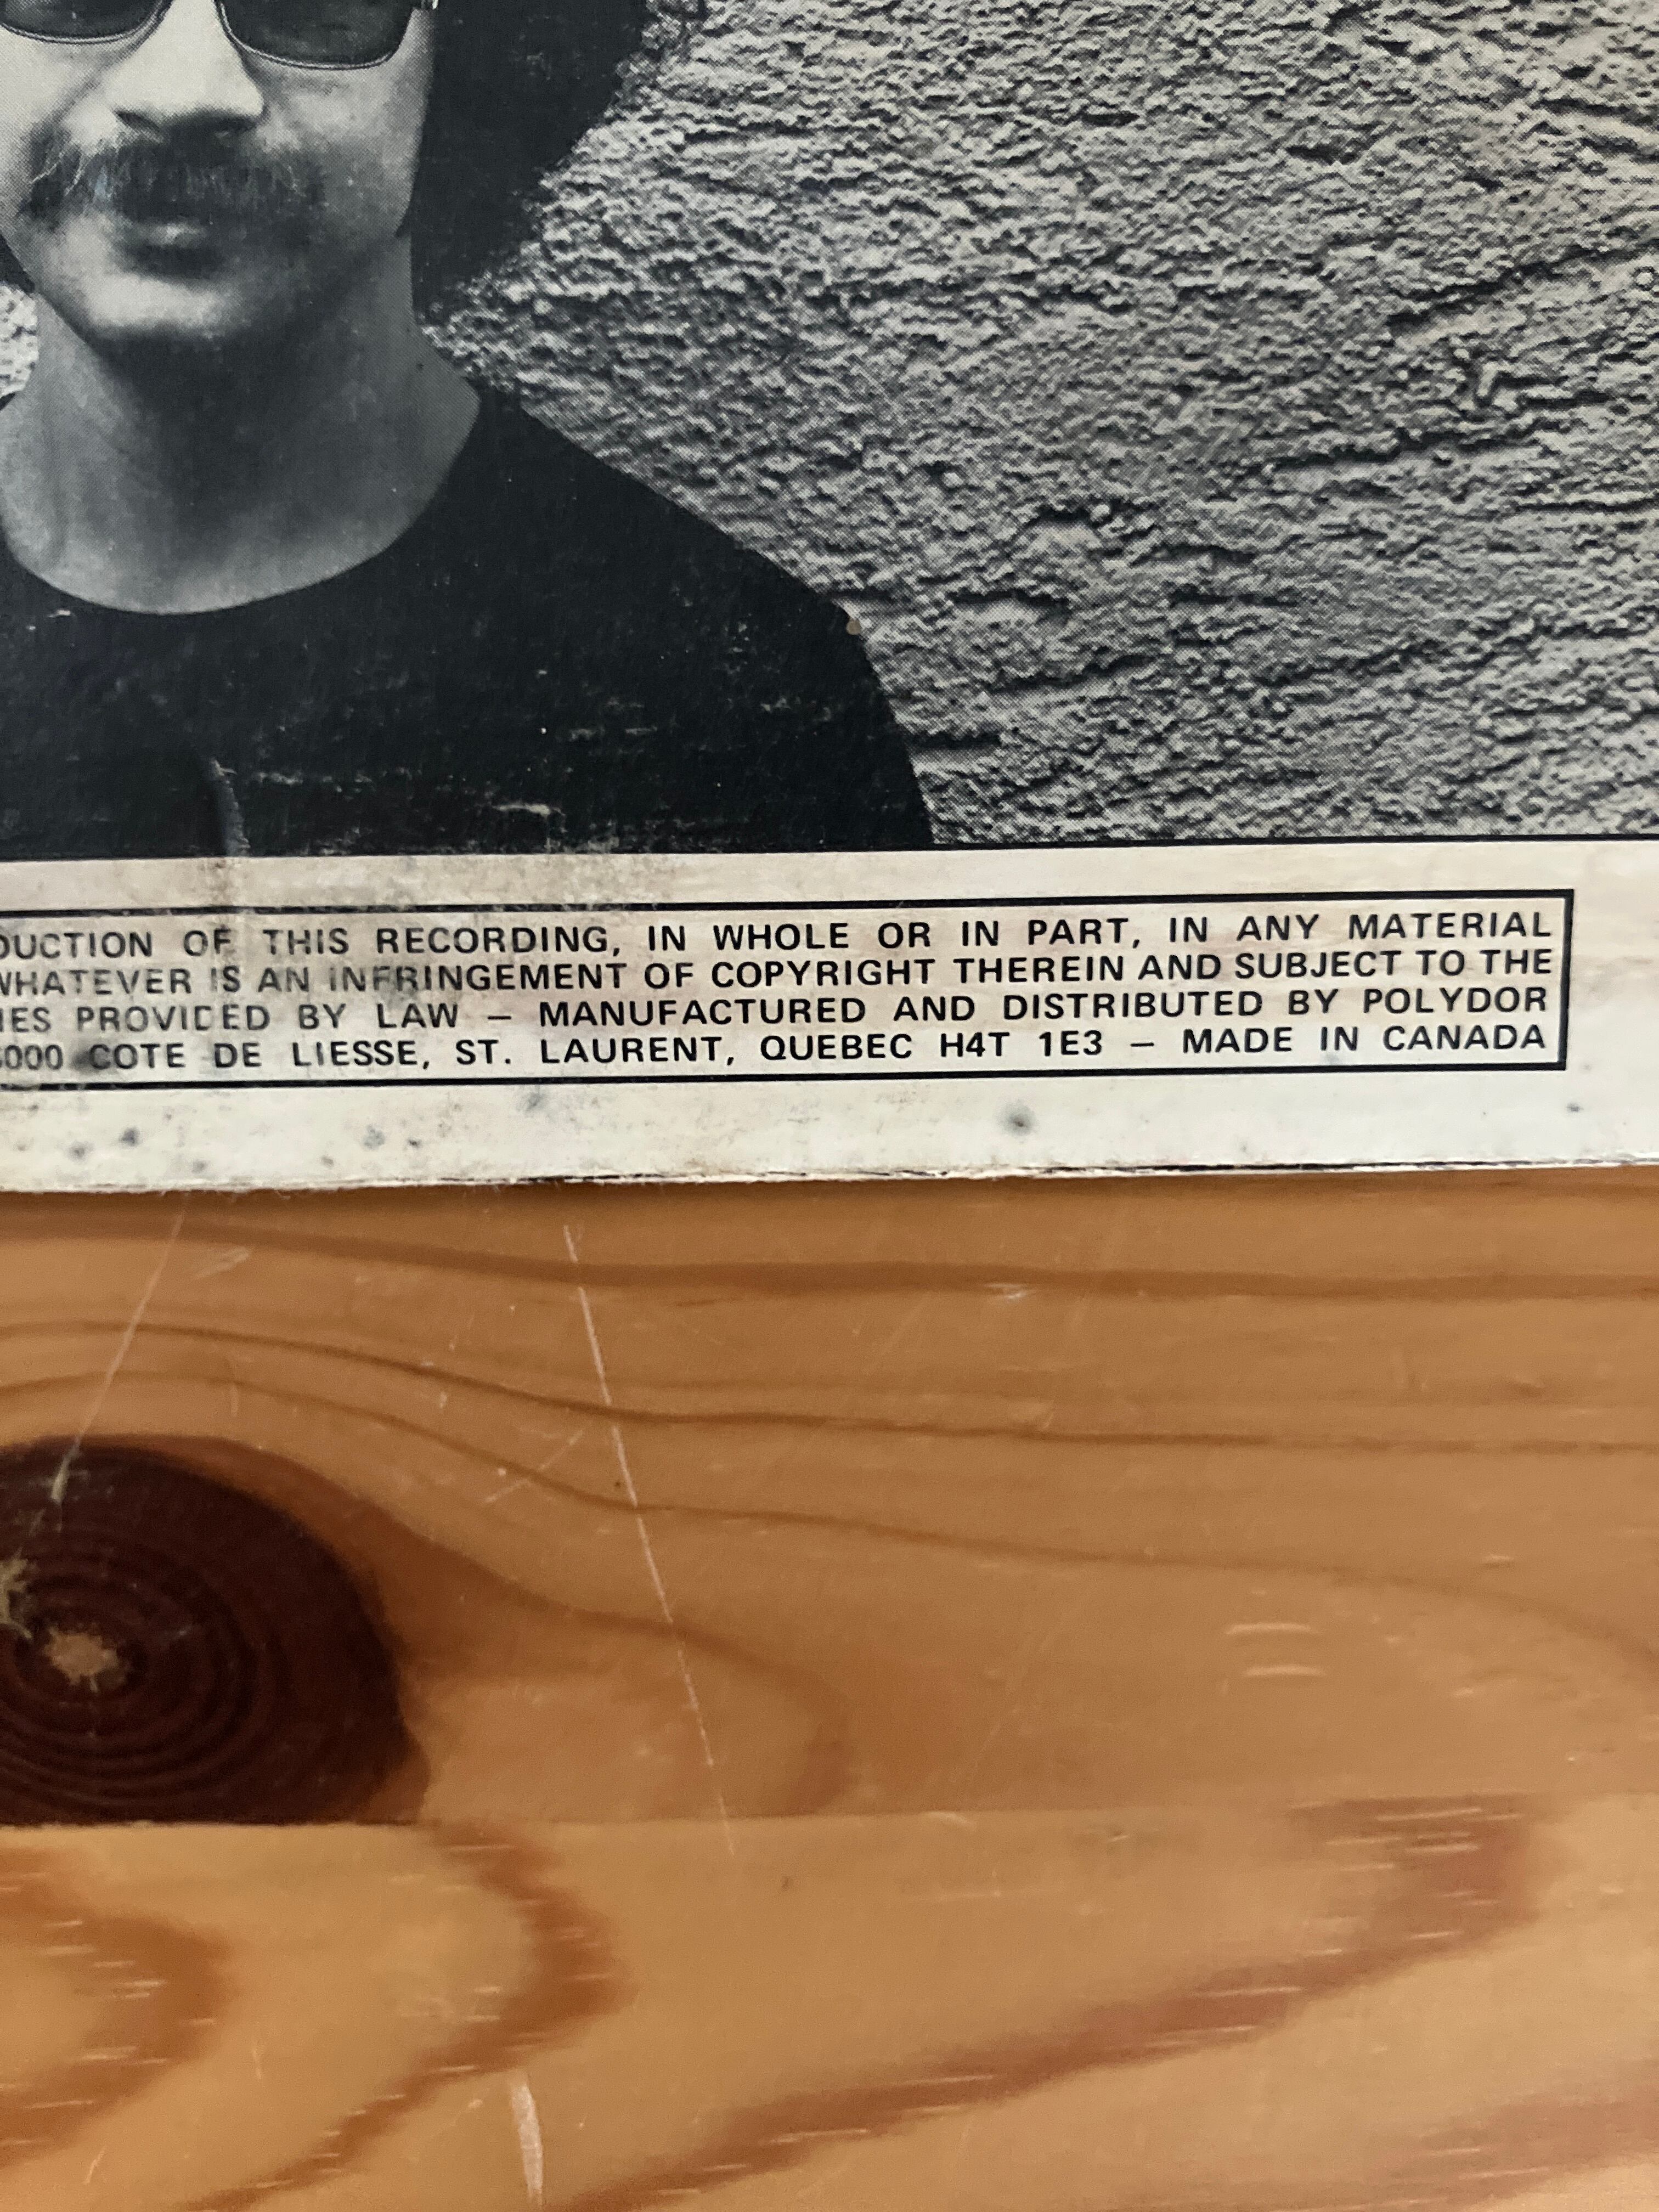 DUCTION OF THIS RECORDING, IN WHOLE OR IN PART, IN ANY MATERIAL
WHATEVER IS AN INFRINGEMENT OF COPYRIGHT THEREIN AND SUBJECT TO THE
IES PROVIDED BY LAW – MANUFACTURED AND DISTRIBUTED BY POLYDOR
000 COTE DE LIESSE, ST. LAURENT, QUEBEC H4T 1E3 – MADE IN CANADA